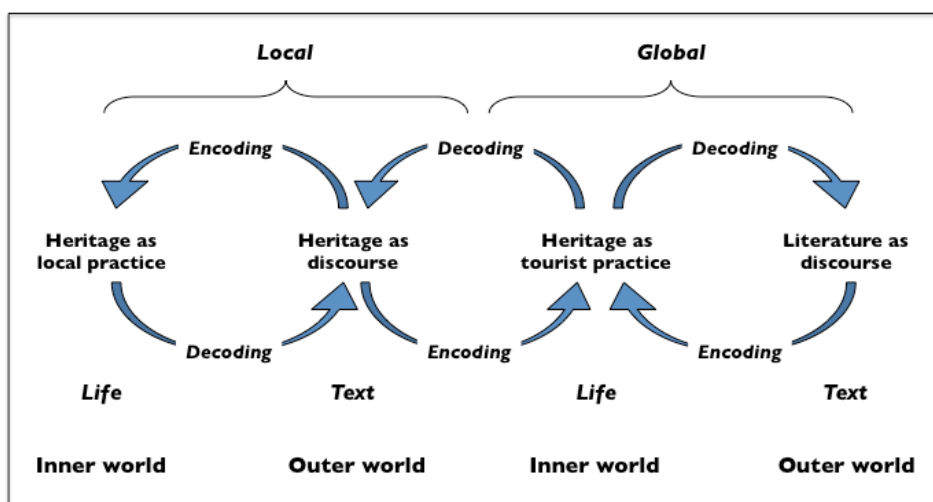 Local Global
Encoding Decoding Decoding
Heritage as Heritage as Heritage as Literature as
local practice discourse tourist practice discourse
Decoding Encoding Encoding
Life Text Life Text
Inner world Outer world Inner world Outer world